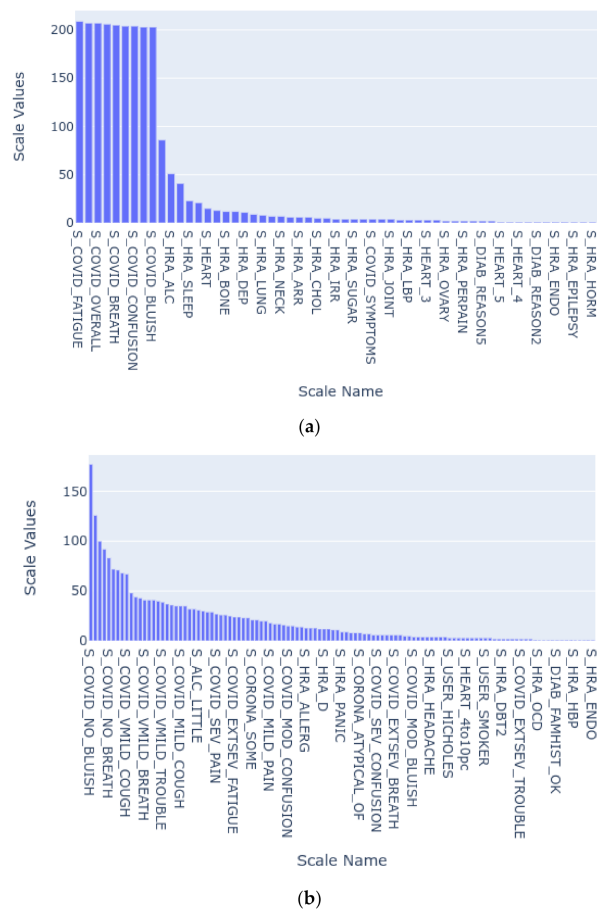 200
150
100
50
0
Scale Values
S_COVID_FATIGUE
S_COVID_OVERALL
S_COVID_BREATH
S_COVID_CONFUSION
S_COVID_BLUISH
S_HRA_ALC
S_HRA_SLEEP
S_HEART
S_HRA_BONE
S_HRA_DEP
S_HRA_LUNG
S_HRA_NECK
S_HRA_ARR
S_HRA_CHOL
S_HRA_IRR
S_HRA_SUGAR
S_COVID_SYMPTOMS
S_HRA_JOINT
S_HRA_LBP
S_HEART_3
S_HRA_OVARY
S_HRA_PERPAIN
S_DIAB_REASON5
S_HEART_5
S_HEART_4
S_DIAB_REASON2
S_HRA_ENDO
S_HRA_EPILEPSY
S_HRA_HORM
Scale Name
(a)
150
100
50
0
Scale Values
S_COVID_NO_BLUISH
S_COVID_NO_BREATH
S_COVID_VMILD_COUGH
S_COVID_VMILD_BREATH
S_COVID_VMILD_TROUBLE
S_COVID_MILD_COUGH
S_ALC_LITTLE
S_COVID_SEV_PAIN
S_COVID_EXTSEV_FATIGUE
S_CORONA_SOME
S_COVID_MILD_PAIN
S_COVID_MOD_CONFUSION
S_HRA_ALLERG
S_HRA_D
S_HRA_PANIC
S_CORONA_ATYPICAL_OF
S_COVID_SEV_CONFUSION
S_COVID_EXTSEV_BREATH
S_COVID_MOD_BLUISH
S_HRA_HEADACHE
S_USER_HICHOLES
S_HEART_4to10pc
S_USER_SMOKER
S_HRA_DBT2
S_COVID_EXTSEV_TROUBLE
S_HRA_OCD
S_DIAB_FAMHIST_OK
S_HRA_HBP
S_HRA_ENDO
Scale Name
(b)